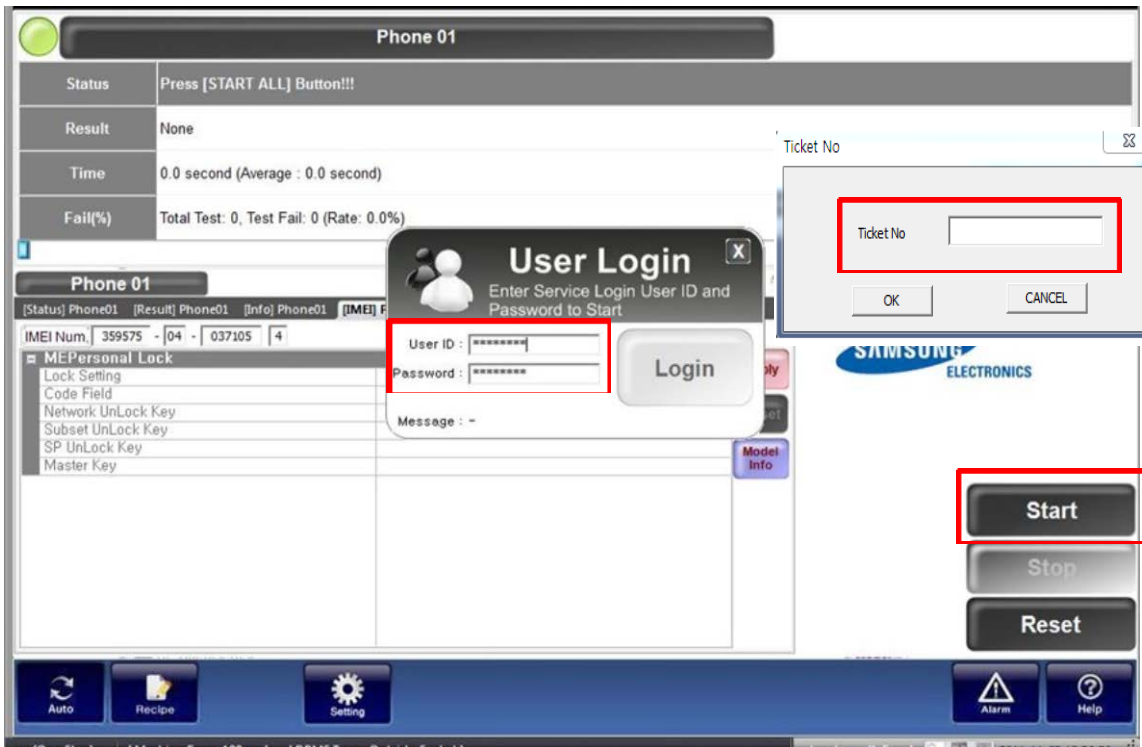 Phone 01
Status Press [START ALL] Button!!!
Result None
Time 0.0 second (Average : 0.0 second)
Fail(%) Total Test: 0, Test Fail: 0 (Rate: 0.0%)
Ticket No
Ticket No
OK CANCEL
User Login X
Enter Service Login User ID and
Password to Start
User ID : ********
Password : ********
Login
Message : -
Phone 01
[Status] Phone01 [Result] Phone01 [Info] Phone01 [IMEI]
IMEI Num. 359575 - 04 - 037105 4
MEPersonal Lock
Lock Setting
Code Field
Network UnLock Key
Subset UnLock Key
SP UnLock Key
Master Key
Model
Info
SAMSUNG
ELECTRONICS
Start
Stop
Reset
Auto Recipe Setting Alarm Help